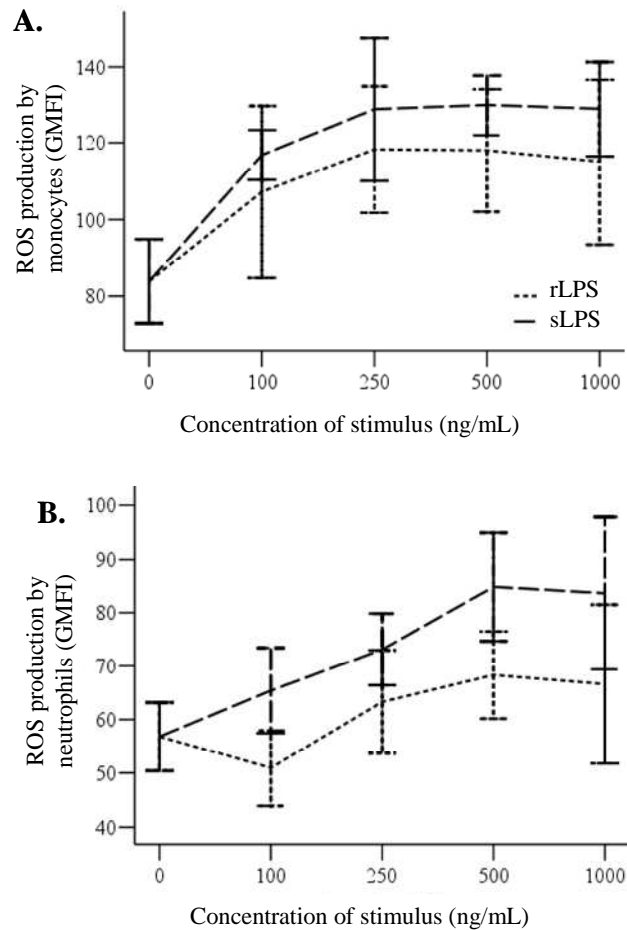 A.
ROS production by
monocytes (GMFI)
140
120
100
80
rLPS
sLPS
0 100 250 500 1000
Concentration of stimulus (ng/mL)
B.
ROS production by
neutrophils (GMFI)
100
90
80
70
60
50
40
0 100 250 500 1000
Concentration of stimulus (ng/mL)